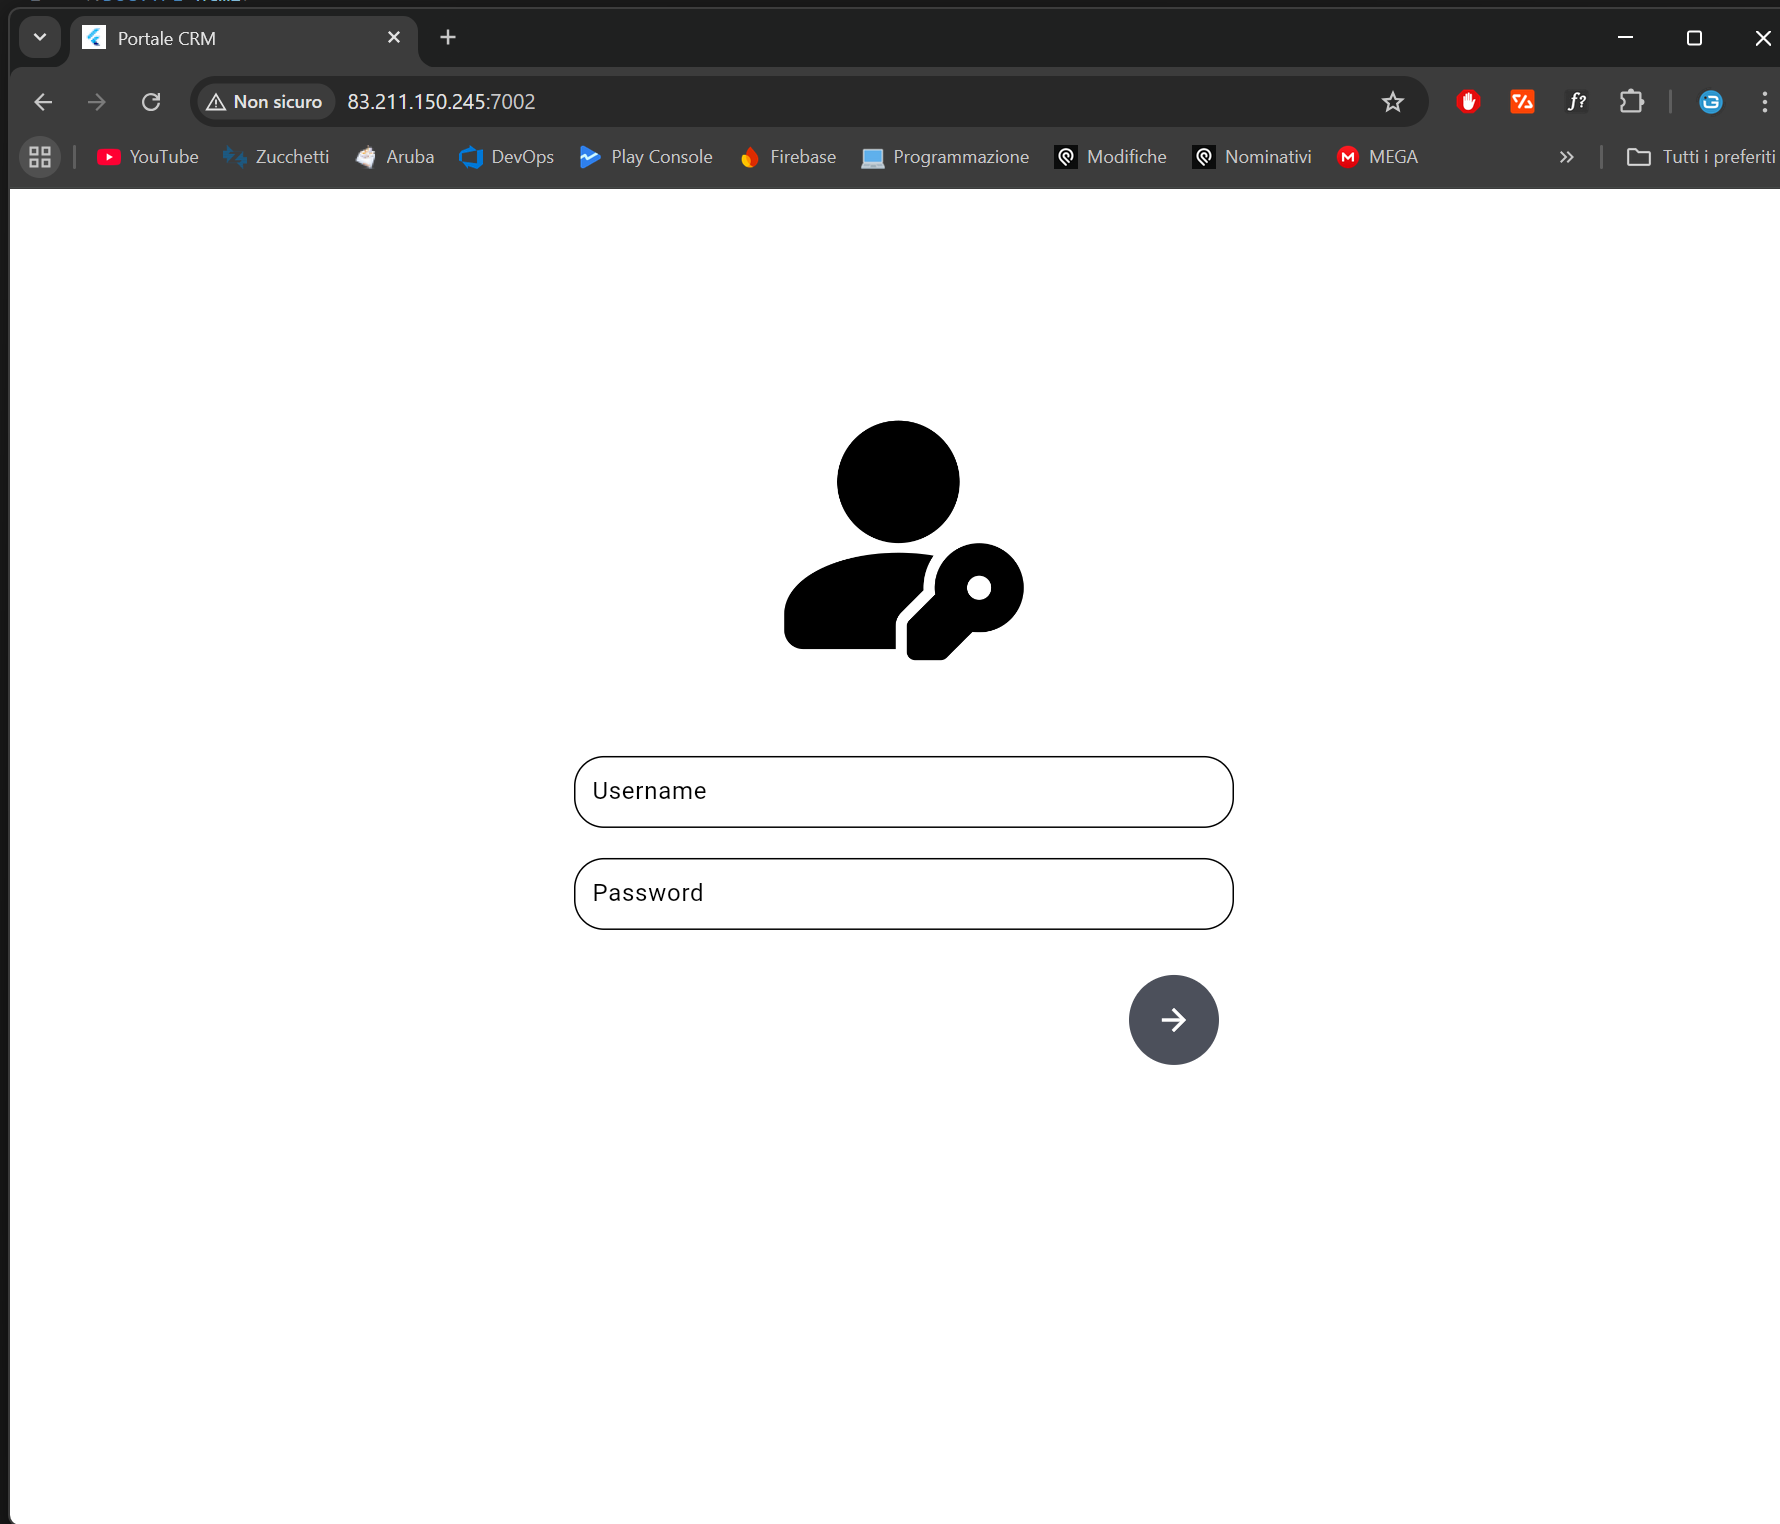 Portale CRM
Non sicuro 83.211.150.245:7002 f?
YouTube Zucchetti Aruba DevOps Play Console Firebase Programmazione Modifiche Nominativi MEGA » Tutti i preferiti
Username
Password